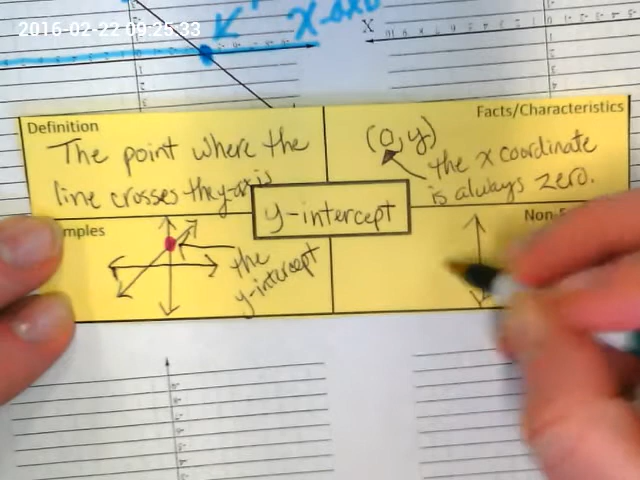 2016-02-22 09:25:33
X
Definition
The point where the
line crosses the y-axis
Facts/Characteristics
(0,y)
the x coordinate
is always zero.
y-intercept
mples
the
y-intercept
Non-